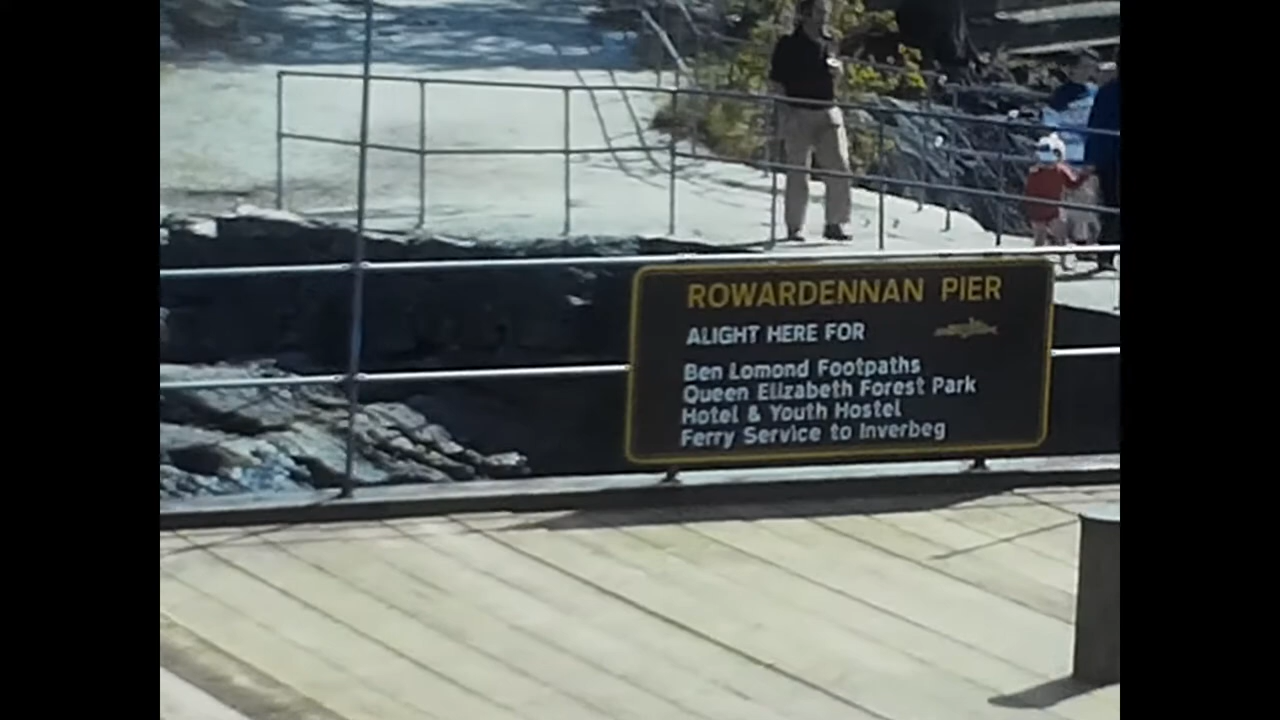 ROWARDENNAN PIER
ALIGHT HERE FOR
Ben Lomond Footpaths
Queen Elizabeth Forest Park
Hotel & Youth Hostel
Ferry Service to Inverbeg